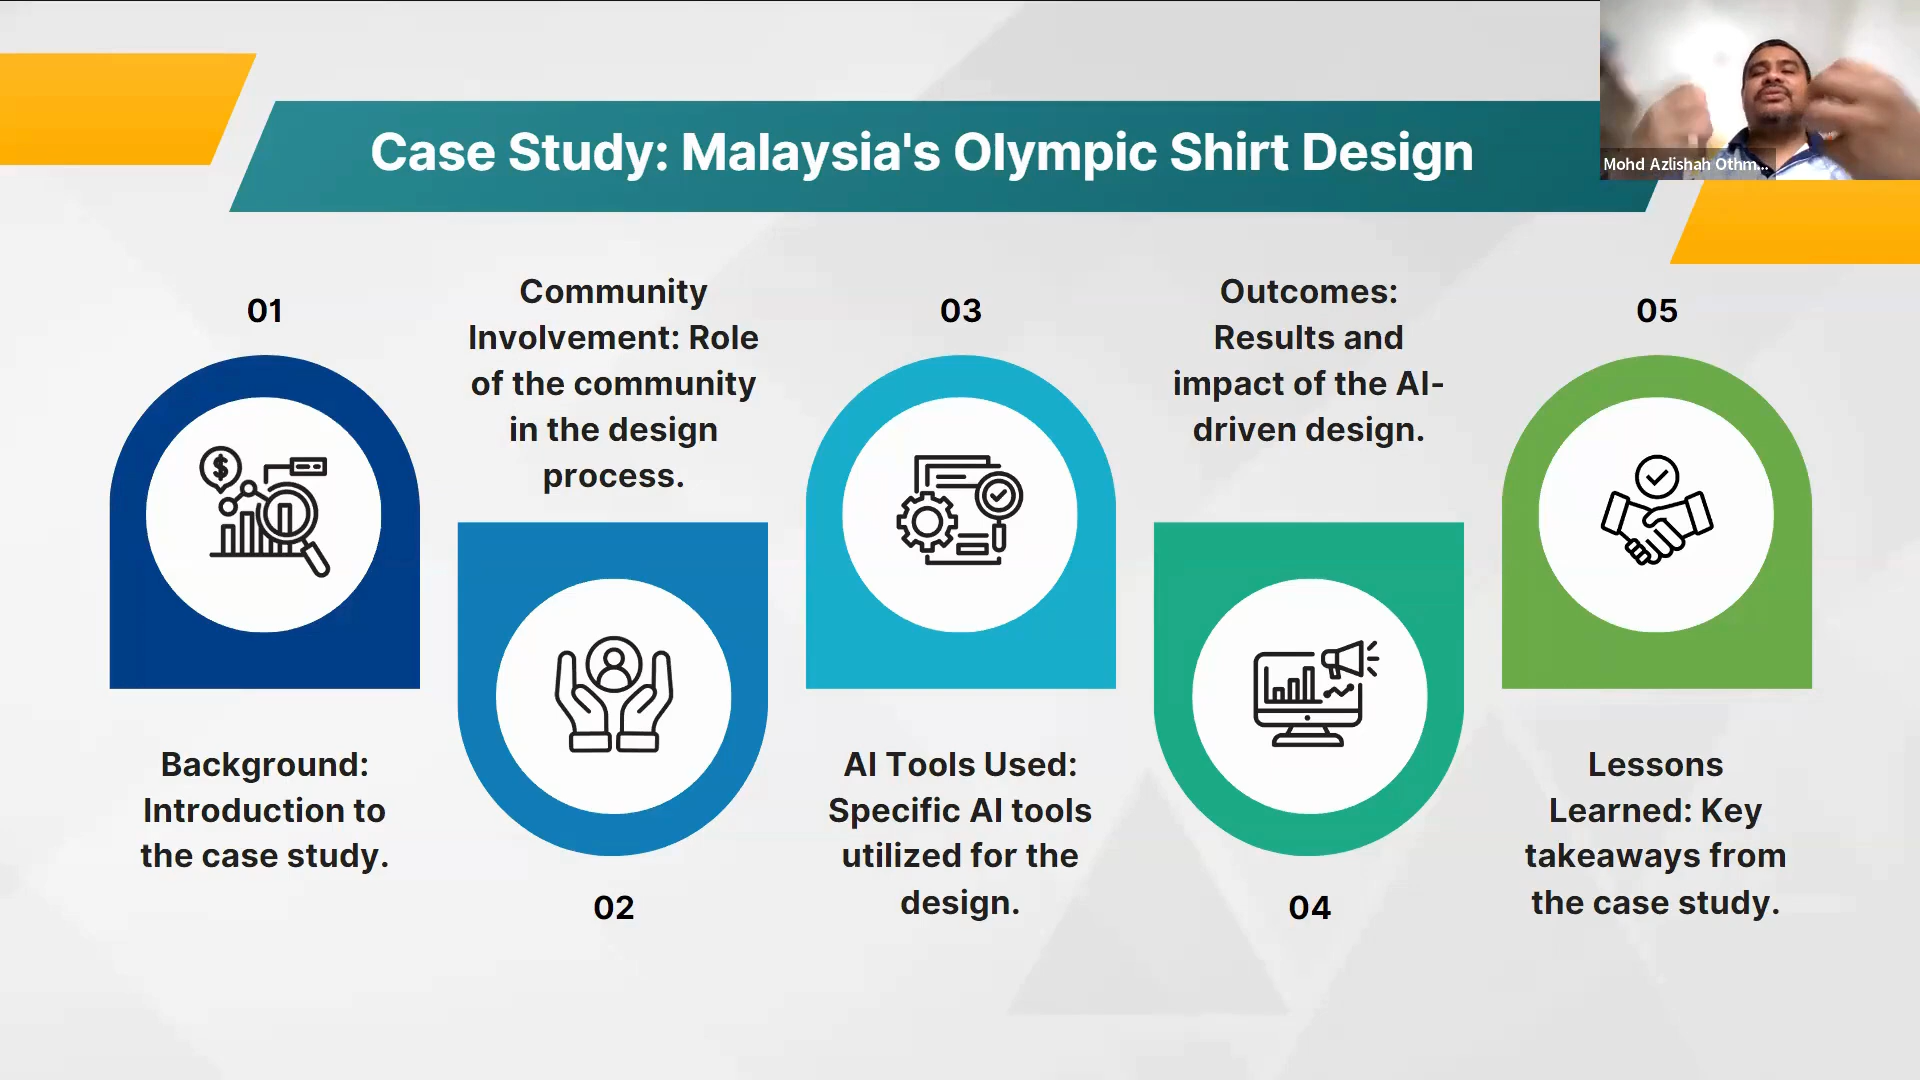 Case Study: Malaysia's Olympic Shirt Design
Mohd Azlishah Othm...
01
Background:
Introduction to
the case study.
Community
Involvement: Role
of the community
in the design
process.
02
03
AI Tools Used:
Specific AI tools
utilized for the
design.
Outcomes:
Results and
impact of the AI-
driven design.
04
05
Lessons
Learned: Key
takeaways from
the case study.